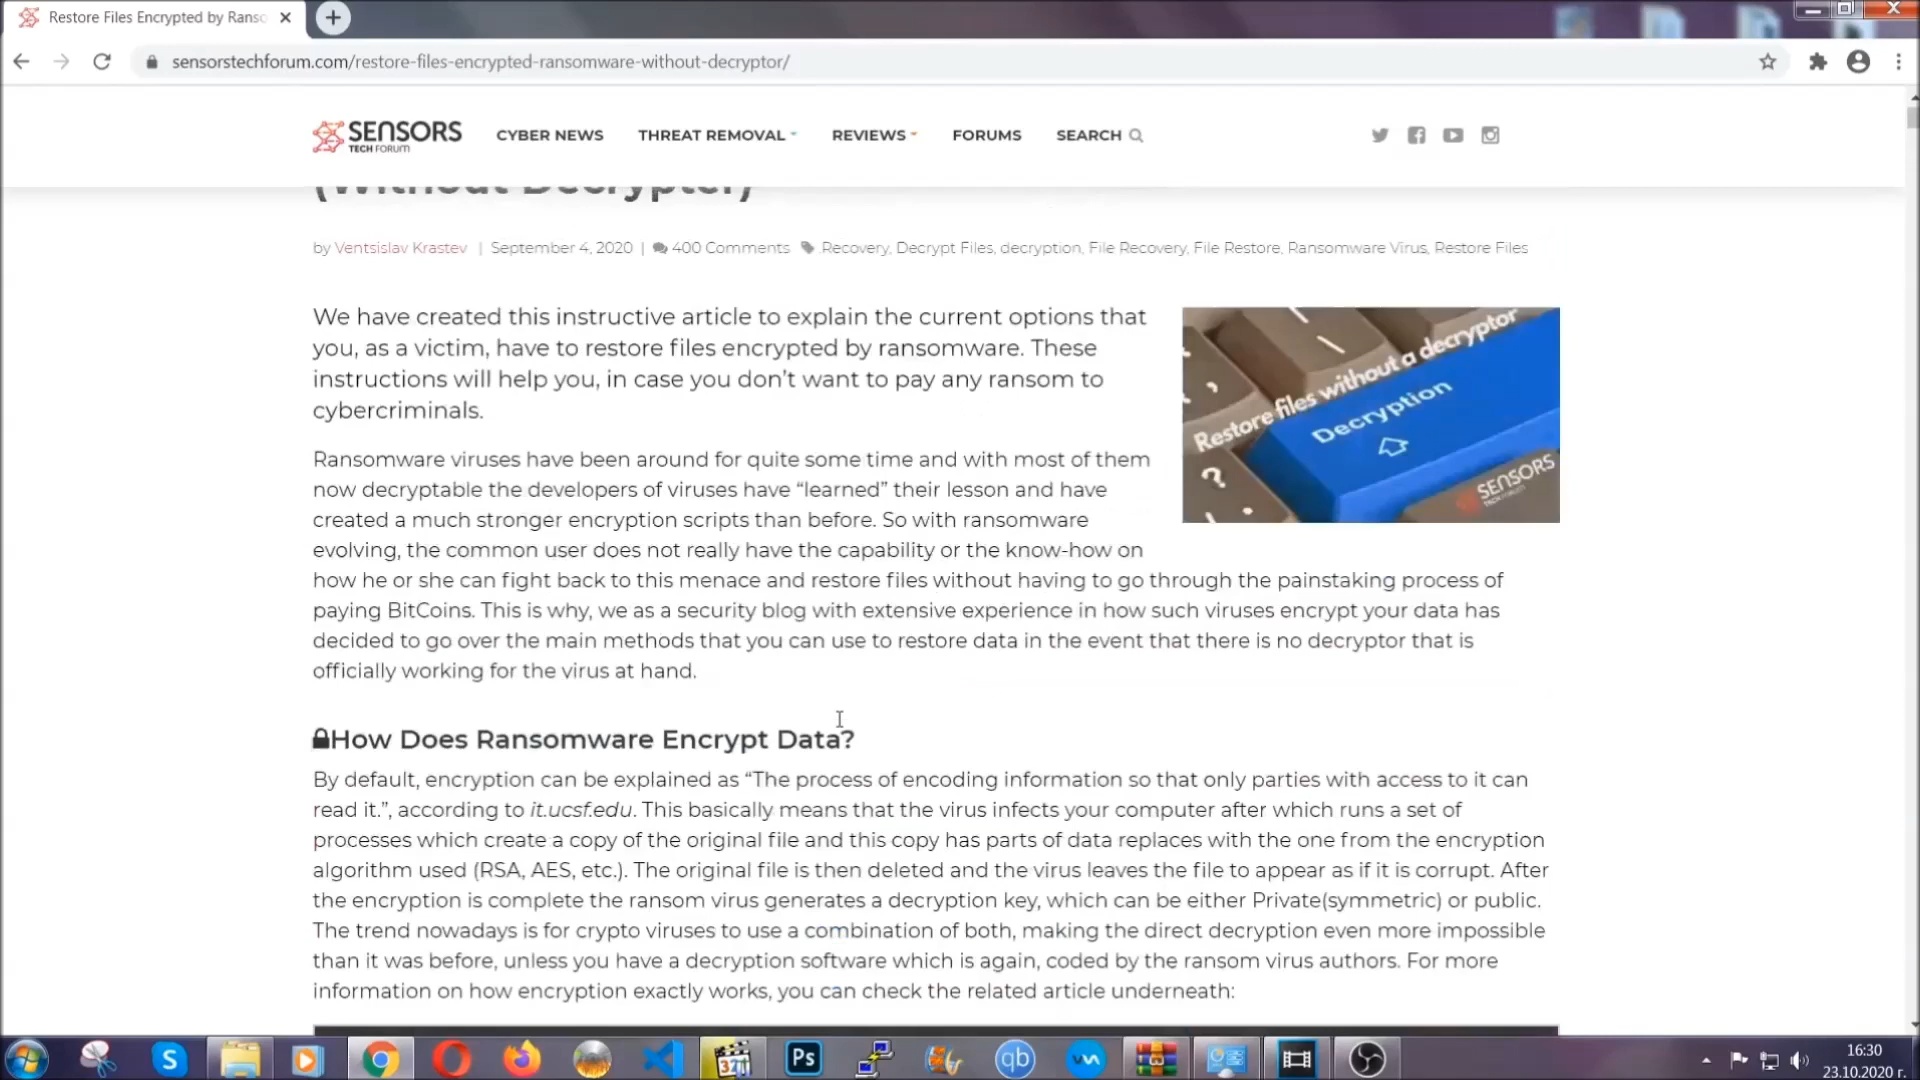 Restore Files Encrypted by Ranso
sensorstechforum.com/restore-files-encrypted-ransomware-without-decryptor/
SENSORS
TECH FORUM
CYBER NEWS
THREAT REMOVAL
REVIEWS
FORUMS
SEARCH
(Without Decrypter)
by Ventsislav Krastev | September 4, 2020 | 400 Comments Recovery, Decrypt Files, decryption, File Recovery, File Restore, Ransomware Virus, Restore Files
We have created this instructive article to explain the current options that
you, as a victim, have to restore files encrypted by ransomware. These
instructions will help you, in case you don’t want to pay any ransom to
cybercriminals.
Restore files without a decryptor
Decryption
SENSORS
Ransomware viruses have been around for quite some time and with most of them
now decryptable the developers of viruses have “learned” their lesson and have
created a much stronger encryption scripts than before. So with ransomware
evolving, the common user does not really have the capability or the know-how on
how he or she can fight back to this menace and restore files without having to go through the painstaking process of
paying BitCoins. This is why, we as a security blog with extensive experience in how such viruses encrypt your data has
decided to go over the main methods that you can use to restore data in the event that there is no decryptor that is
officially working for the virus at hand.
How Does Ransomware Encrypt Data?
By default, encryption can be explained as “The process of encoding information so that only parties with access to it can
read it.”, according to it.ucsf.edu. This basically means that the virus infects your computer after which runs a set of
processes which create a copy of the original file and this copy has parts of data replaces with the one from the encryption
algorithm used (RSA, AES, etc.). The original file is then deleted and the virus leaves the file to appear as if it is corrupt. After
the encryption is complete the ransom virus generates a decryption key, which can be either Private(symmetric) or public.
The trend nowadays is for crypto viruses to use a combination of both, making the direct decryption even more impossible
than it was before, unless you have a decryption software which is again, coded by the ransom virus authors. For more
information on how encryption exactly works, you can check the related article underneath:
S
Ps
qb
16:30
23.10.2020 г.